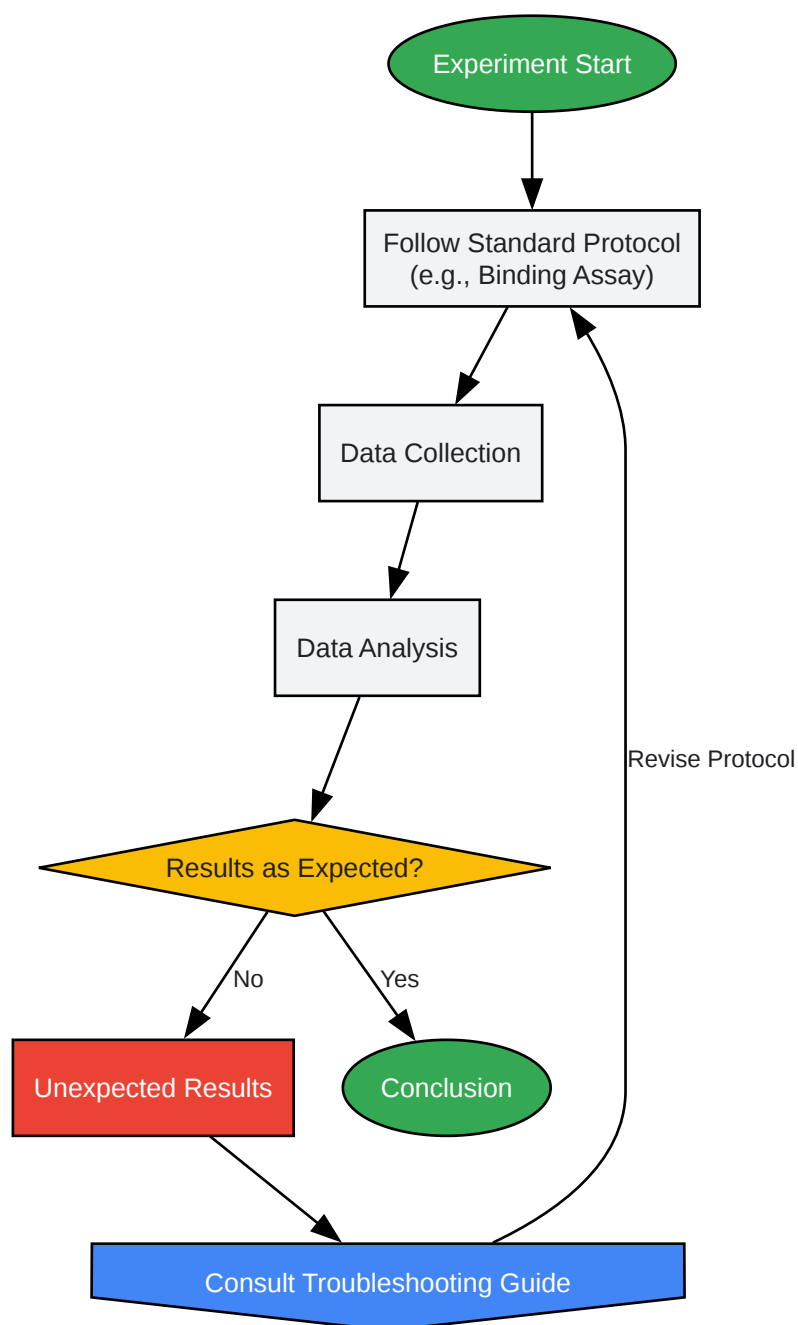 Experiment Start
Follow Standard Protocol
(e.g., Binding Assay)
Data Collection
Data Analysis
Revise Protocol
Results as Expected?
No
Yes
Unexpected Results
Conclusion
Consult Troubleshooting Guide